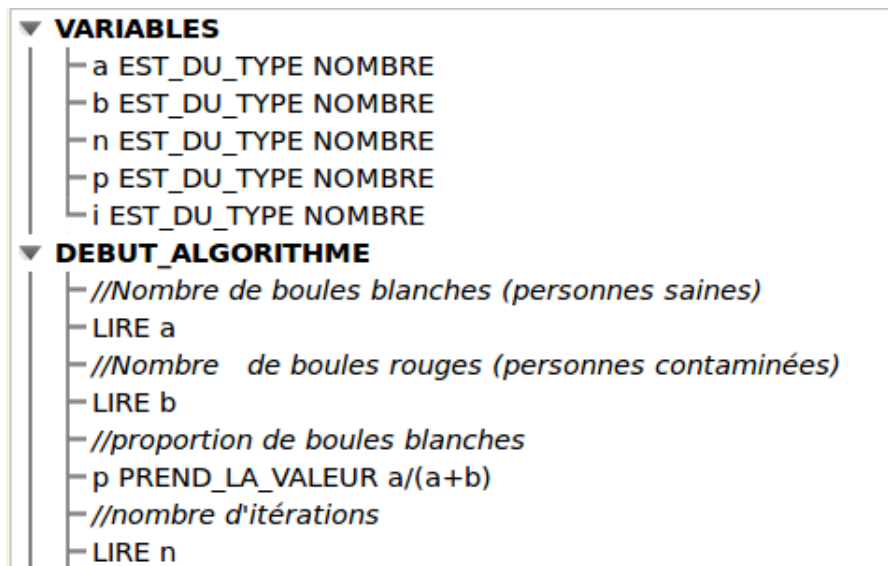 VARIABLES
a EST_DU_TYPE NOMBRE
b EST_DU_TYPE NOMBRE
n EST_DU_TYPE NOMBRE
p EST_DU_TYPE NOMBRE
i EST_DU_TYPE NOMBRE
DEBUT_ALGORITHME
//Nombre de boules blanches (personnes saines)
LIRE a
//Nombre de boules rouges (personnes contaminées)
LIRE b
//proportion de boules blanches
p PREND_LA_VALEUR a/(a+b)
//nombre d'itérations
LIRE n